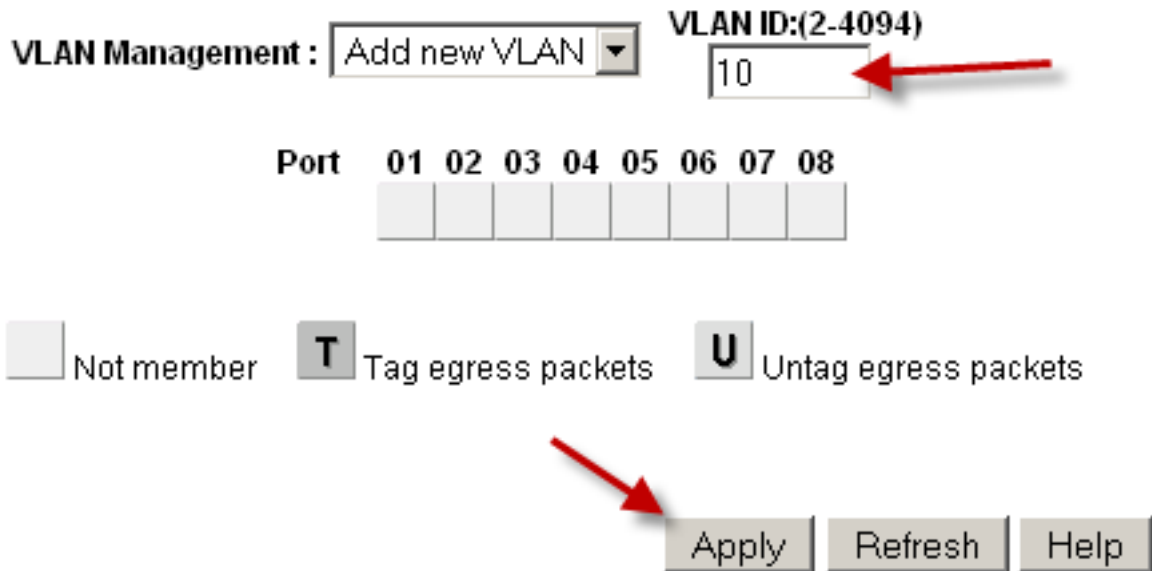 VLAN ID:(2-4094)
VLAN Management : Add new VLAN 10
Port 01 02 03 04 05 06 07 08
Not member T Tag egress packets U Untag egress packets
Apply Refresh Help